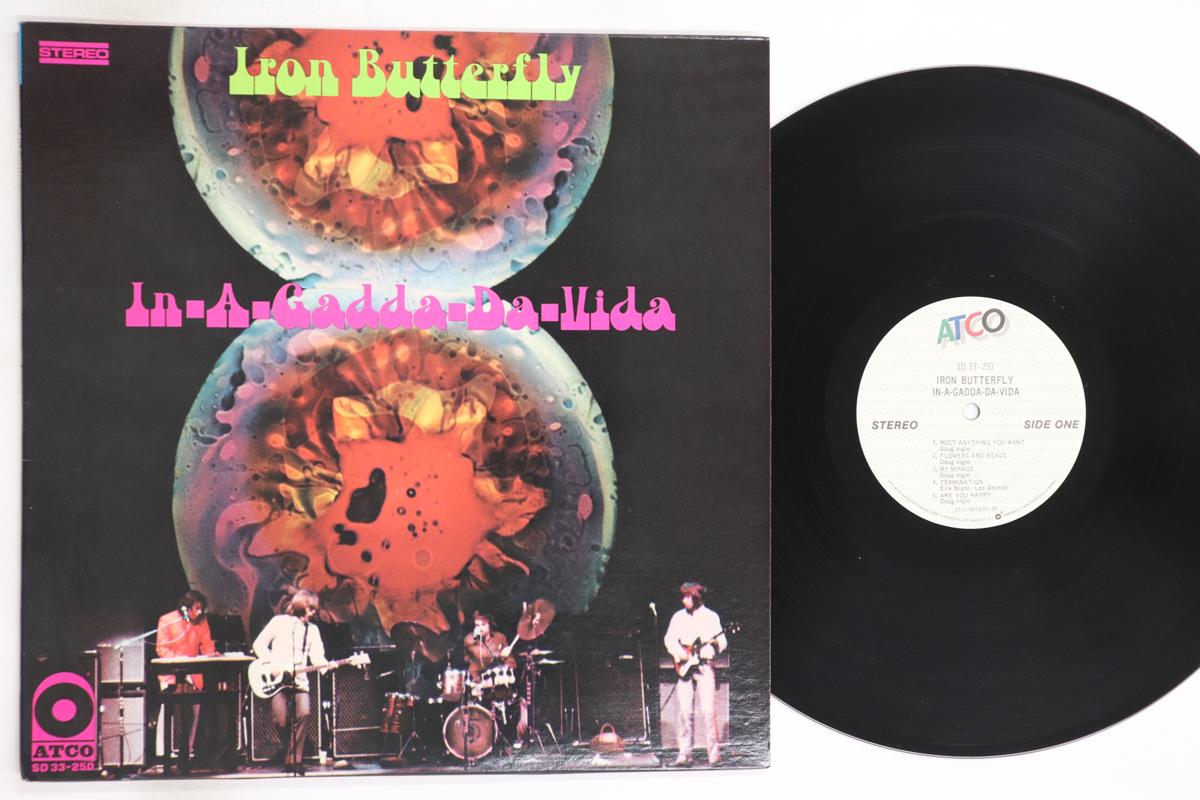 STEREO
Iron Butterfly
In-A-Gadda-Da-Vida
ATCO
SD 33-250
ATCO
SD 33-250
IRON BUTTERFLY
IN-A-GADDA-DA-VIDA
STEREO
SIDE ONE
1. MOST ANYTHING YOU WANT
Doug Ingle
2. FLOWERS AND BEADS
Doug Ingle
3. MY MIRAGE
Doug Ingle
4. TERMINATION
Erik Brann-Lee Dorman
5. ARE YOU HAPPY
Doug Ingle